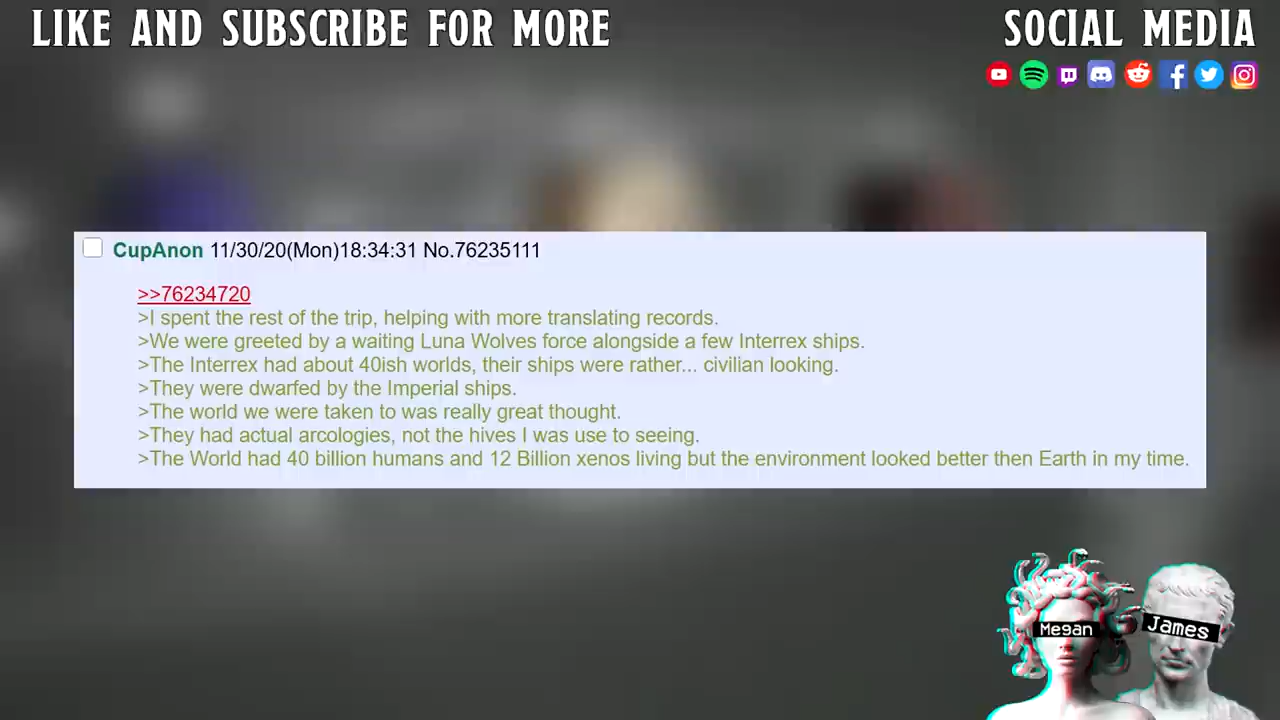 LIKE AND SUBSCRIBE FOR MORE
SOCIAL MEDIA
CupAnon 11/30/20(Mon)18:34:31 No.76235111
>>76234720
>I spent the rest of the trip, helping with more translating records.
>We were greeted by a waiting Luna Wolves force alongside a few Interrex ships.
>The Interrex had about 40ish worlds, their ships were rather... civilian looking.
>They were dwarfed by the Imperial ships.
>The world we were taken to was really great thought.
>They had actual arcologies, not the hives I was use to seeing.
>The World had 40 billion humans and 12 Billion xenos living but the environment looked better then Earth in my time.
Megan
James